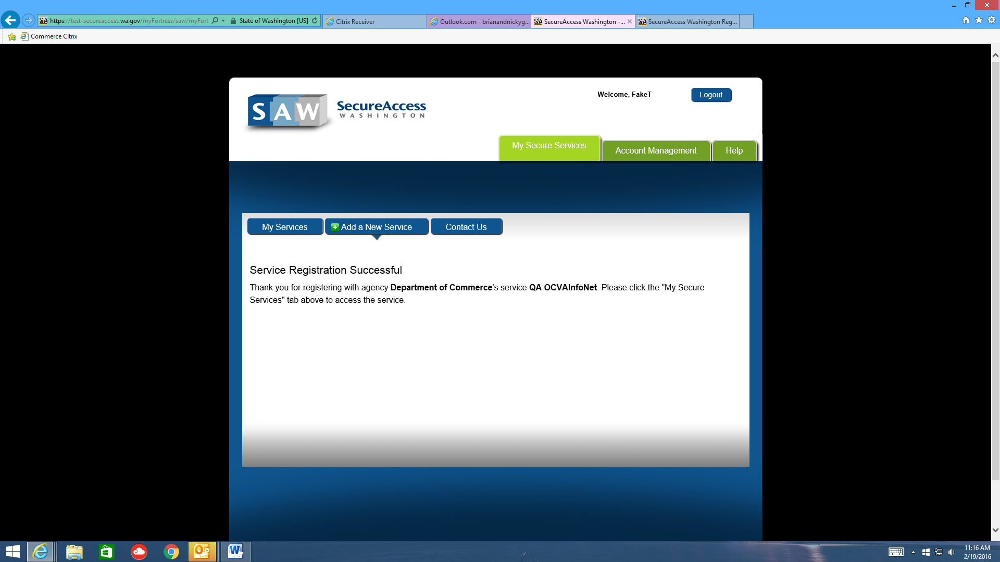 https://test-secureaccess.wa.gov/myFortress/saw/myFort
State of Washington [US]
Citrix Receiver
Outlook.com - brianandnickyg...
SecureAccess Washington -...
SecureAccess Washington Reg...
Commerce Citrix
SAW
SecureAccess
WASHINGTON
Welcome, FakeT
Logout
My Secure Services
Account Management
Help
My Services
Add a New Service
Contact Us
Service Registration Successful
Thank you for registering with agency Department of Commerce's service QA OCVAInfoNet. Please click the "My Secure
Services" tab above to access the service.
11:16 AM
2/19/2016